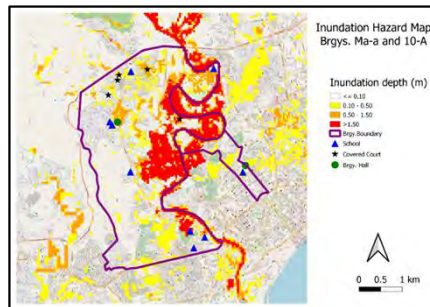 Inundation Hazard Map
Brgys. Ma-a and 10-A
Inundation depth (m)
<= 0.10
0.10 - 0.50
0.50 - 1.50
>1.50
Brgy.Boundary
School
Covered Court
Brgy. Hall
0 0.5 1 km